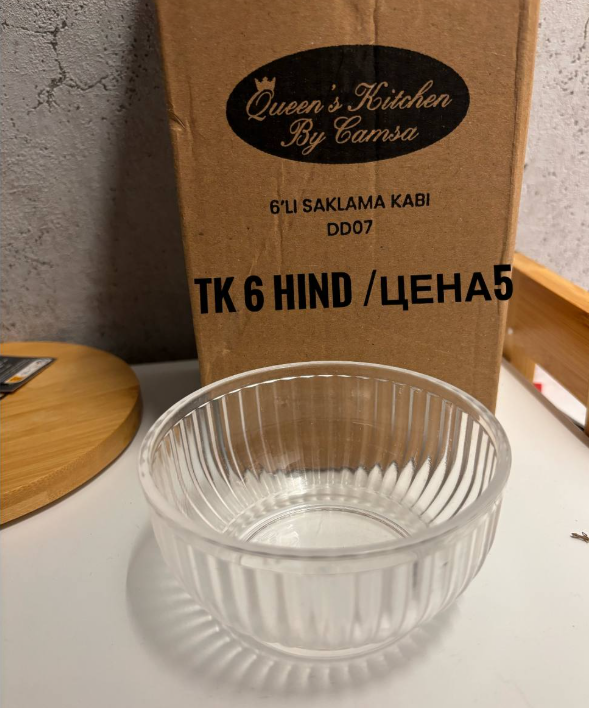 Queen's Kitchen
By Camsa
6'LI SAKLAMA KABI
DD07
TK 6 HIND /ЦЕНА5